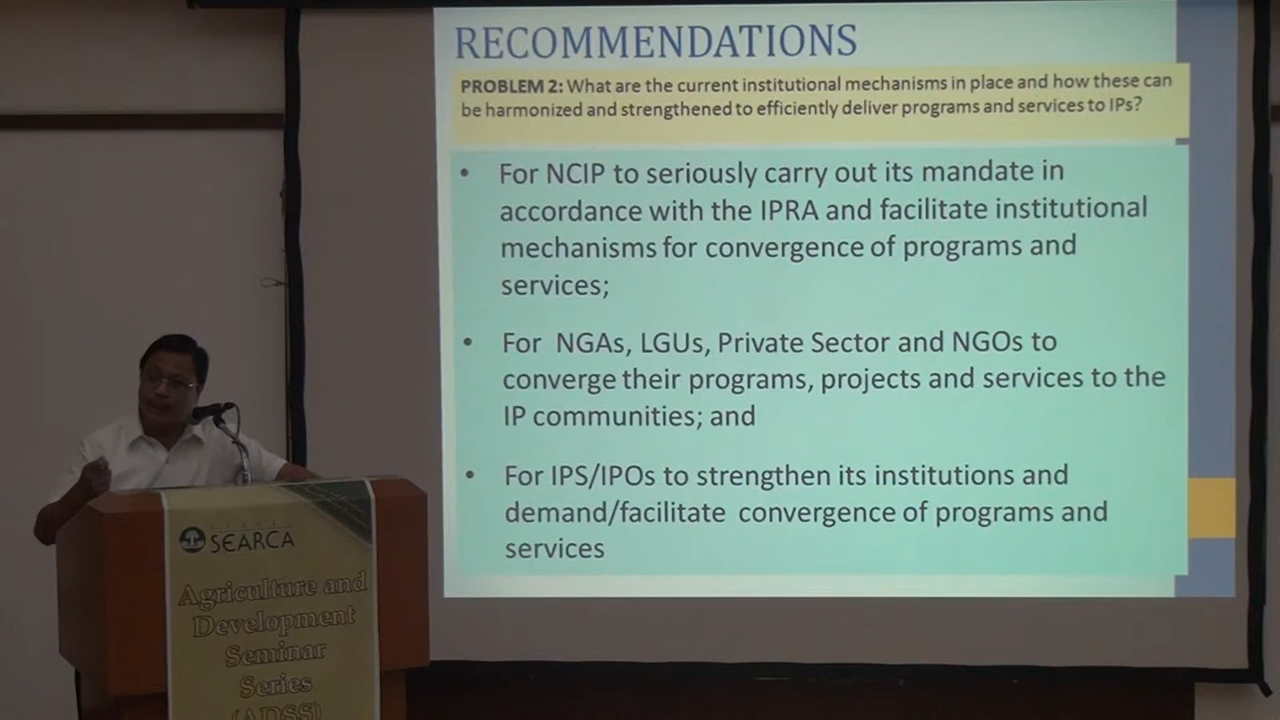 RECOMMENDATIONS
PROBLEM 2: What are the current institutional mechanisms in place and how these can
be harmonized and strengthened to efficiently deliver programs and services to IPs?
• For NCIP to seriously carry out its mandate in
accordance with the IPRA and facilitate institutional
mechanisms for convergence of programs and
services;
• For NGAs, LGUs, Private Sector and NGOs to
converge their programs, projects and services to the
IP communities; and
• For IPS/IPOs to strengthen its institutions and
demand/facilitate convergence of programs and
services
SEARCA
Agriculture and
Development
Seminar
Series
(ADSS)